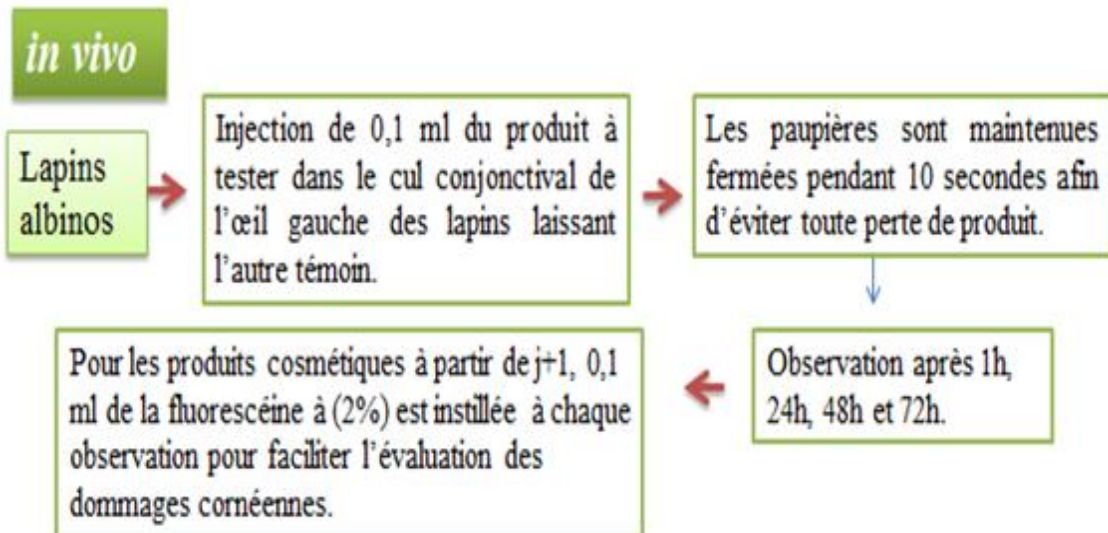 in vivo
Lapins
albinos
Injection de 0,1 ml du produit à
tester dans le cul conjonctival de
l'œil gauche des lapins laissant
l'autre témoin.
Les paupières sont maintenues
fermées pendant 10 secondes afin
d'éviter toute perte de produit.
Observation après 1h,
24h, 48h et 72h.
Pour les produits cosmétiques à partir de j+1, 0,1
ml de la fluorescéine à (2%) est instillée à chaque
observation pour faciliter l'évaluation des
dommages cornéennes.